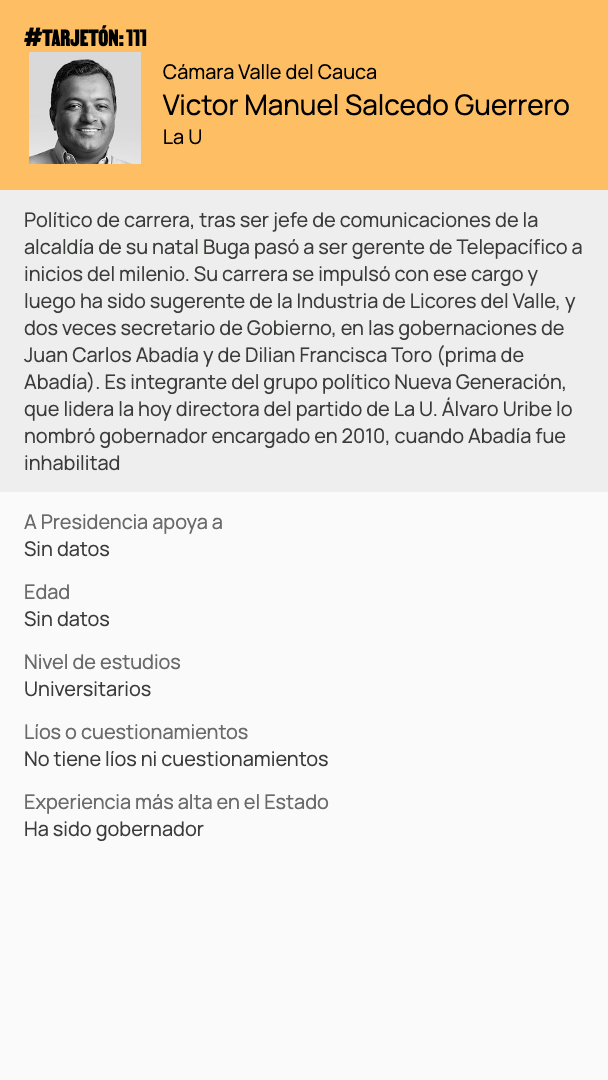 #TARJETÓN: 111
Cámara Valle del Cauca
Victor Manuel Salcedo Guerrero
La U
Político de carrera, tras ser jefe de comunicaciones de la
alcaldía de su natal Buga pasó a ser gerente de Telepacífico a
inicios del milenio. Su carrera se impulsó con ese cargo y
luego ha sido sugerente de la Industria de Licores del Valle, y
dos veces secretario de Gobierno, en las gobernaciones de
Juan Carlos Abadía y de Dilian Francisca Toro (prima de
Abadía). Es integrante del grupo político Nueva Generación,
que lidera la hoy directora del partido de La U. Álvaro Uribe lo
nombró gobernador encargado en 2010, cuando Abadía fue
inhabilitad
A Presidencia apoya a
Sin datos
Edad
Sin datos
Nivel de estudios
Universitarios
Líos o cuestionamientos
No tiene líos ni cuestionamientos
Experiencia más alta en el Estado
Ha sido gobernador